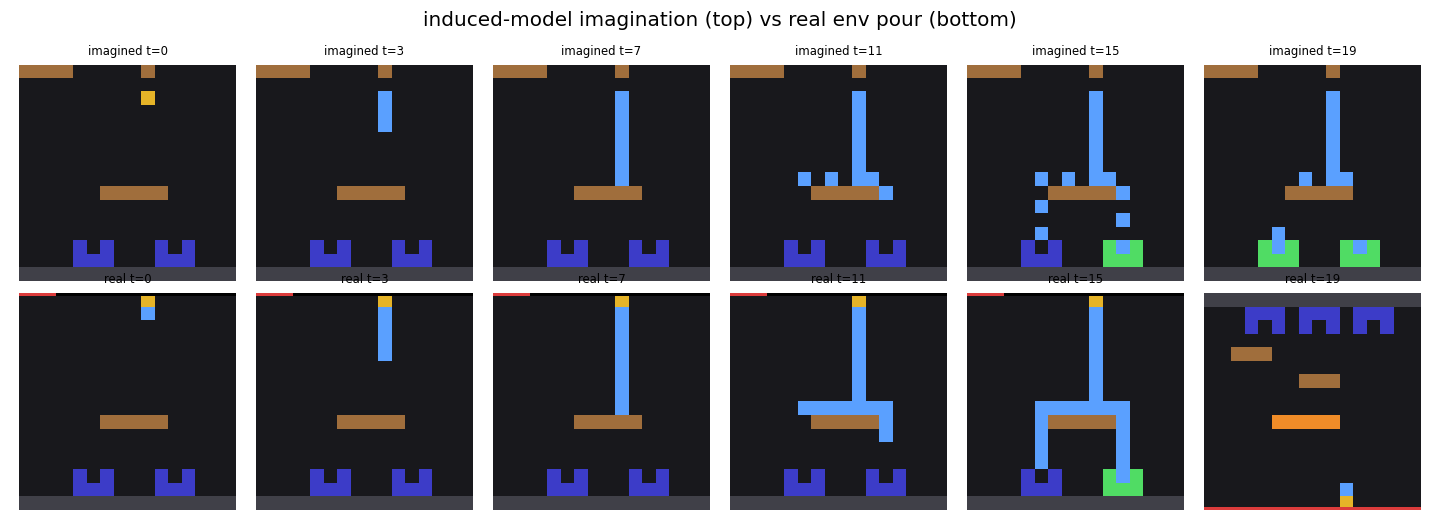 induced-model imagination (top) vs real env pour (bottom)
imagined t=0
imagined t=3
imagined t=7
imagined t=11
imagined t=15
imagined t=19
real t=0
real t=3
real t=7
real t=11
real t=15
real t=19